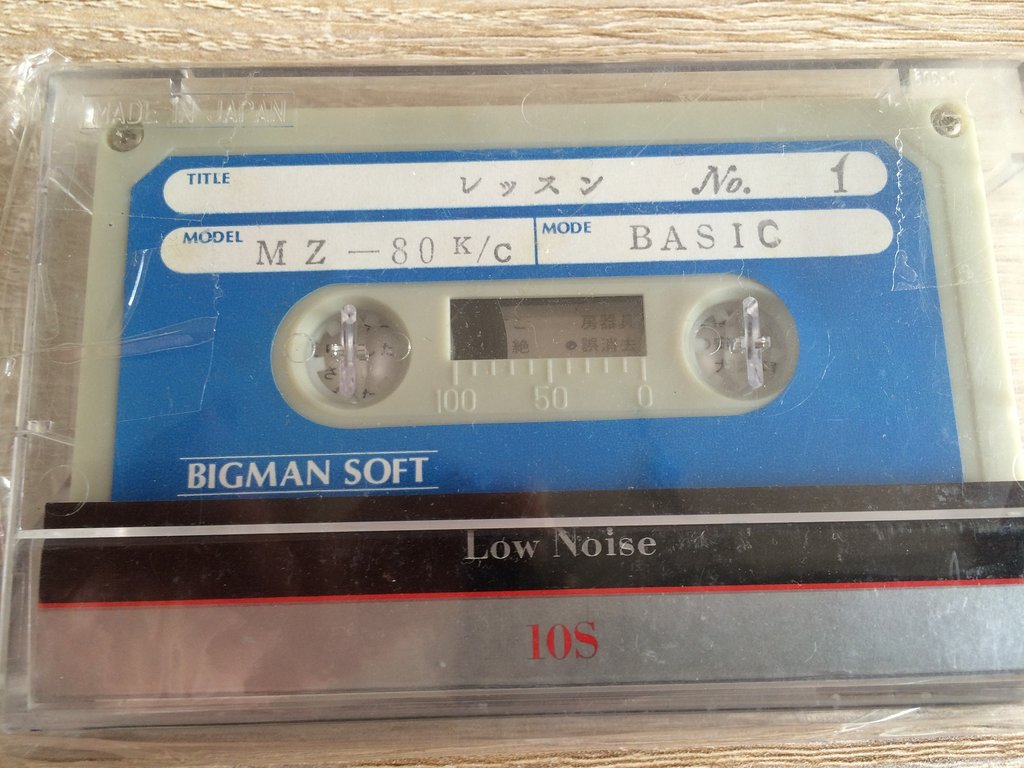 MADE IN JAPAN
TITLE レッスン No. 1
MODEL MZ-80K/C MODE BASIC
100 50 0
BIGMAN SOFT
Low Noise
10S